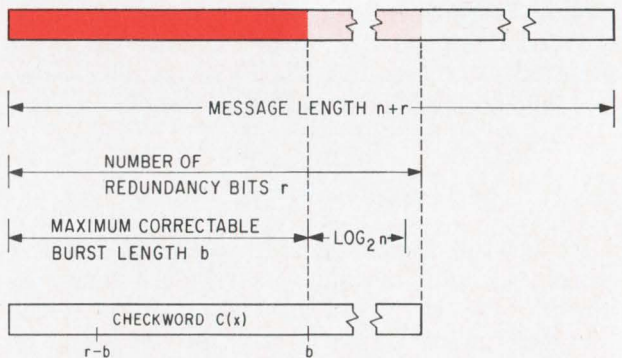 MESSAGE LENGTH n+r
NUMBER OF
REDUNDANCY BITS r
MAXIMUM CORRECTABLE
BURST LENGTH b
LOG₂ n
CHECKWORD C(x)
r-b
b